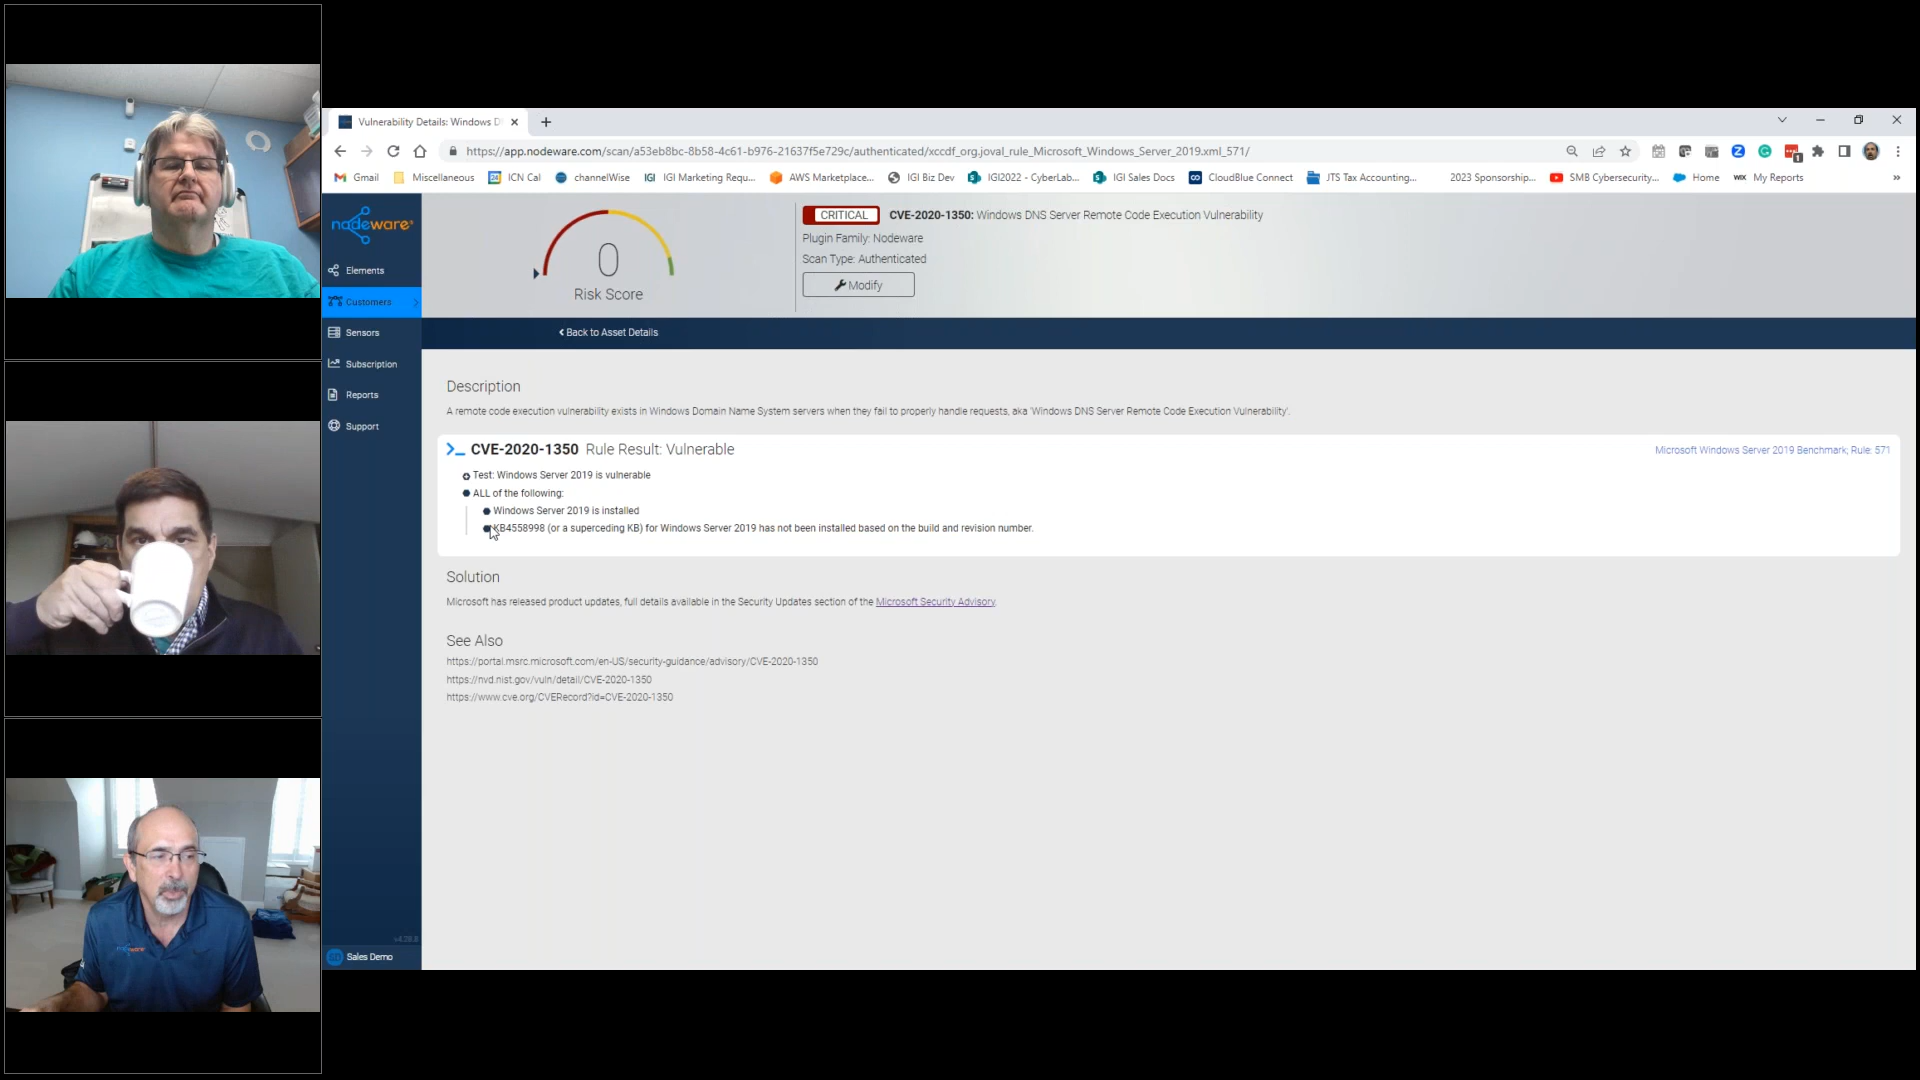 Vulnerability Details: Windows D
https://app.nodeware.com/scan/a53eb8bc-8b58-4c61-b976-21637f5e729c/authenticated/xccdf_org.joval_rule_Microsoft_Windows_Server_2019.xml_571/
Gmail
Miscellaneous
ICN Cal
channelWise
IGI Marketing Requ...
AWS Marketplace...
IGI Biz Dev
IGI2022 - CyberLab...
IGI Sales Docs
CloudBlue Connect
JTS Tax Accounting...
2023 Sponsorship...
SMB Cybersecurity...
Home
WIX My Reports
nodeware
Elements
Customers
Sensors
Subscription
Reports
Support
v4.28.8
Sales Demo
0
Risk Score
CRITICAL CVE-2020-1350: Windows DNS Server Remote Code Execution Vulnerability
Plugin Family: Nodeware
Scan Type: Authenticated
Modify
Back to Asset Details
Description
A remote code execution vulnerability exists in Windows Domain Name System servers when they fail to properly handle requests, aka 'Windows DNS Server Remote Code Execution Vulnerability'.
CVE-2020-1350 Rule Result: Vulnerable
Microsoft Windows Server 2019 Benchmark; Rule: 571
Test: Windows Server 2019 is vulnerable
ALL of the following:
Windows Server 2019 is installed
KB4558998 (or a superceding KB) for Windows Server 2019 has not been installed based on the build and revision number.
Solution
Microsoft has released product updates, full details available in the Security Updates section of the Microsoft Security Advisory.
See Also
https://portal.msrc.microsoft.com/en-US/security-guidance/advisory/CVE-2020-1350
https://nvd.nist.gov/vuln/detail/CVE-2020-1350
https://www.cve.org/CVERecord?id=CVE-2020-1350